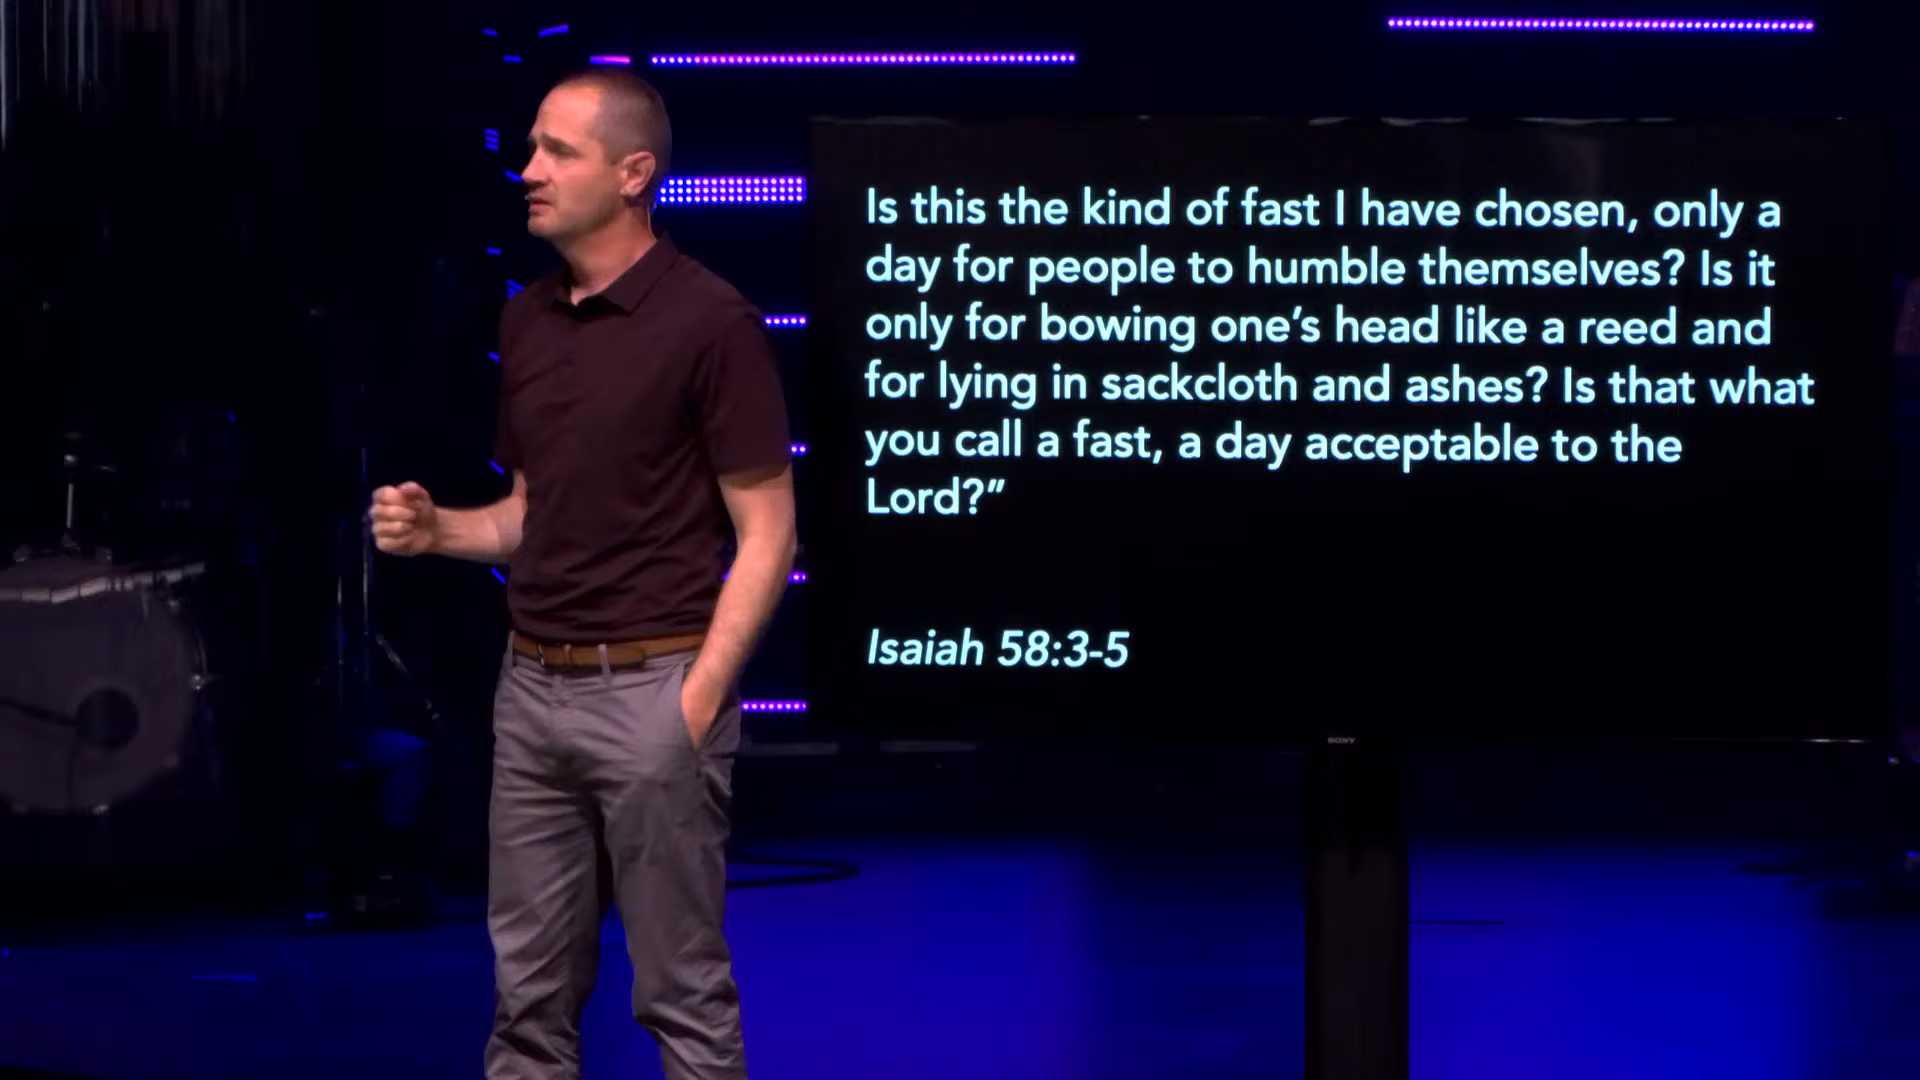 Is this the kind of fast I have chosen, only a
day for people to humble themselves? Is it
only for bowing one’s head like a reed and
for lying in sackcloth and ashes? Is that what
you call a fast, a day acceptable to the
Lord?”
Isaiah 58:3-5
SONY